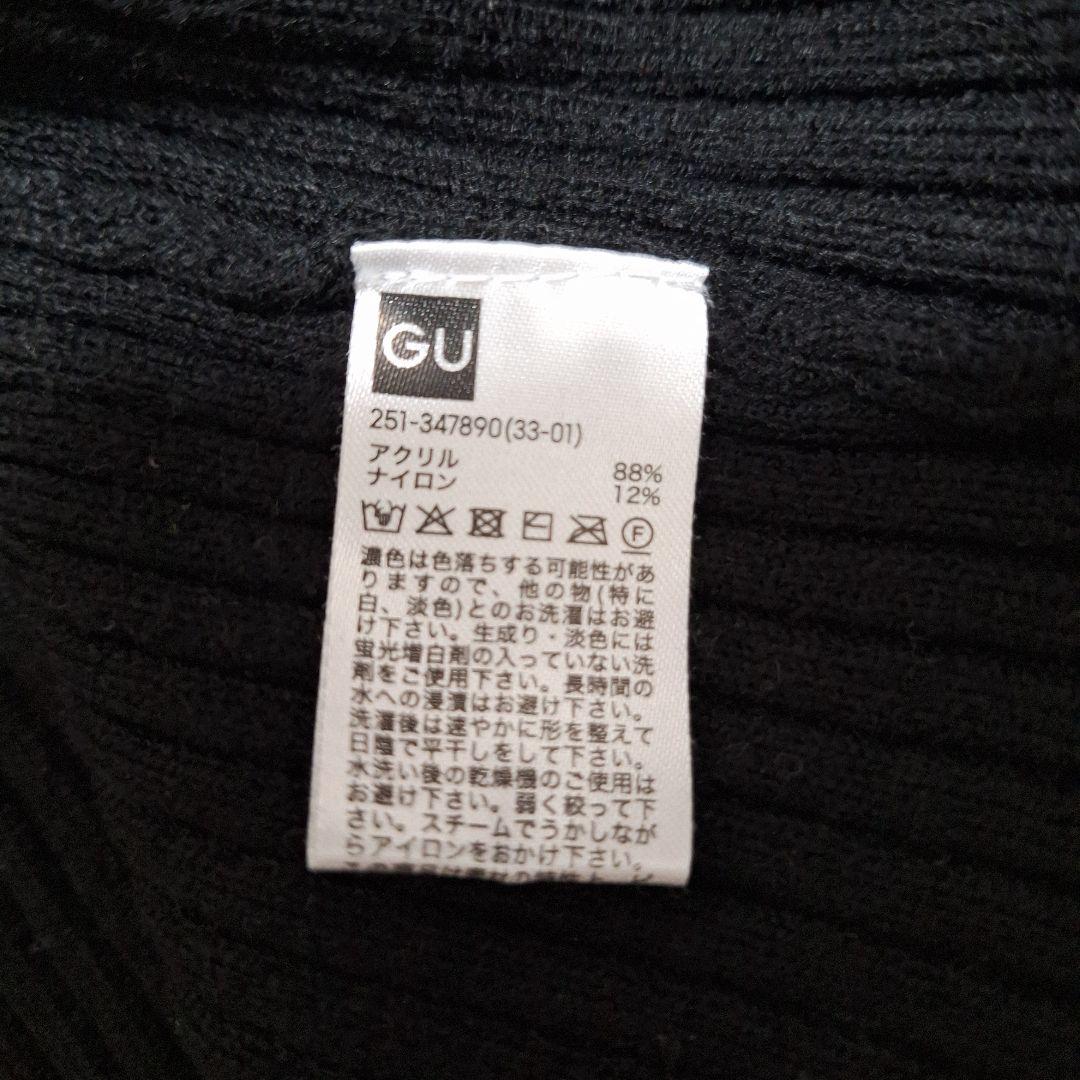 GU
251-347890(33-01)
アクリル 88%
ナイロン 12%
F
濃色は色落ちする可能性があ
りますので、他の物(特に
白、淡色)とのお洗濯はお避
け下さい。生成り・淡色には
蛍光増白剤の入っていない洗
剤をご使用下さい。長時間の
水への浸漬はお避け下さい。
洗濯後は速やかに形を整えて
日陰で平干しをして下さい。
水洗い後の乾燥機のご使用は
お避け下さい。弱く絞って下
さい。スチームでうかしなが
らアイロンをおかけ下さい。